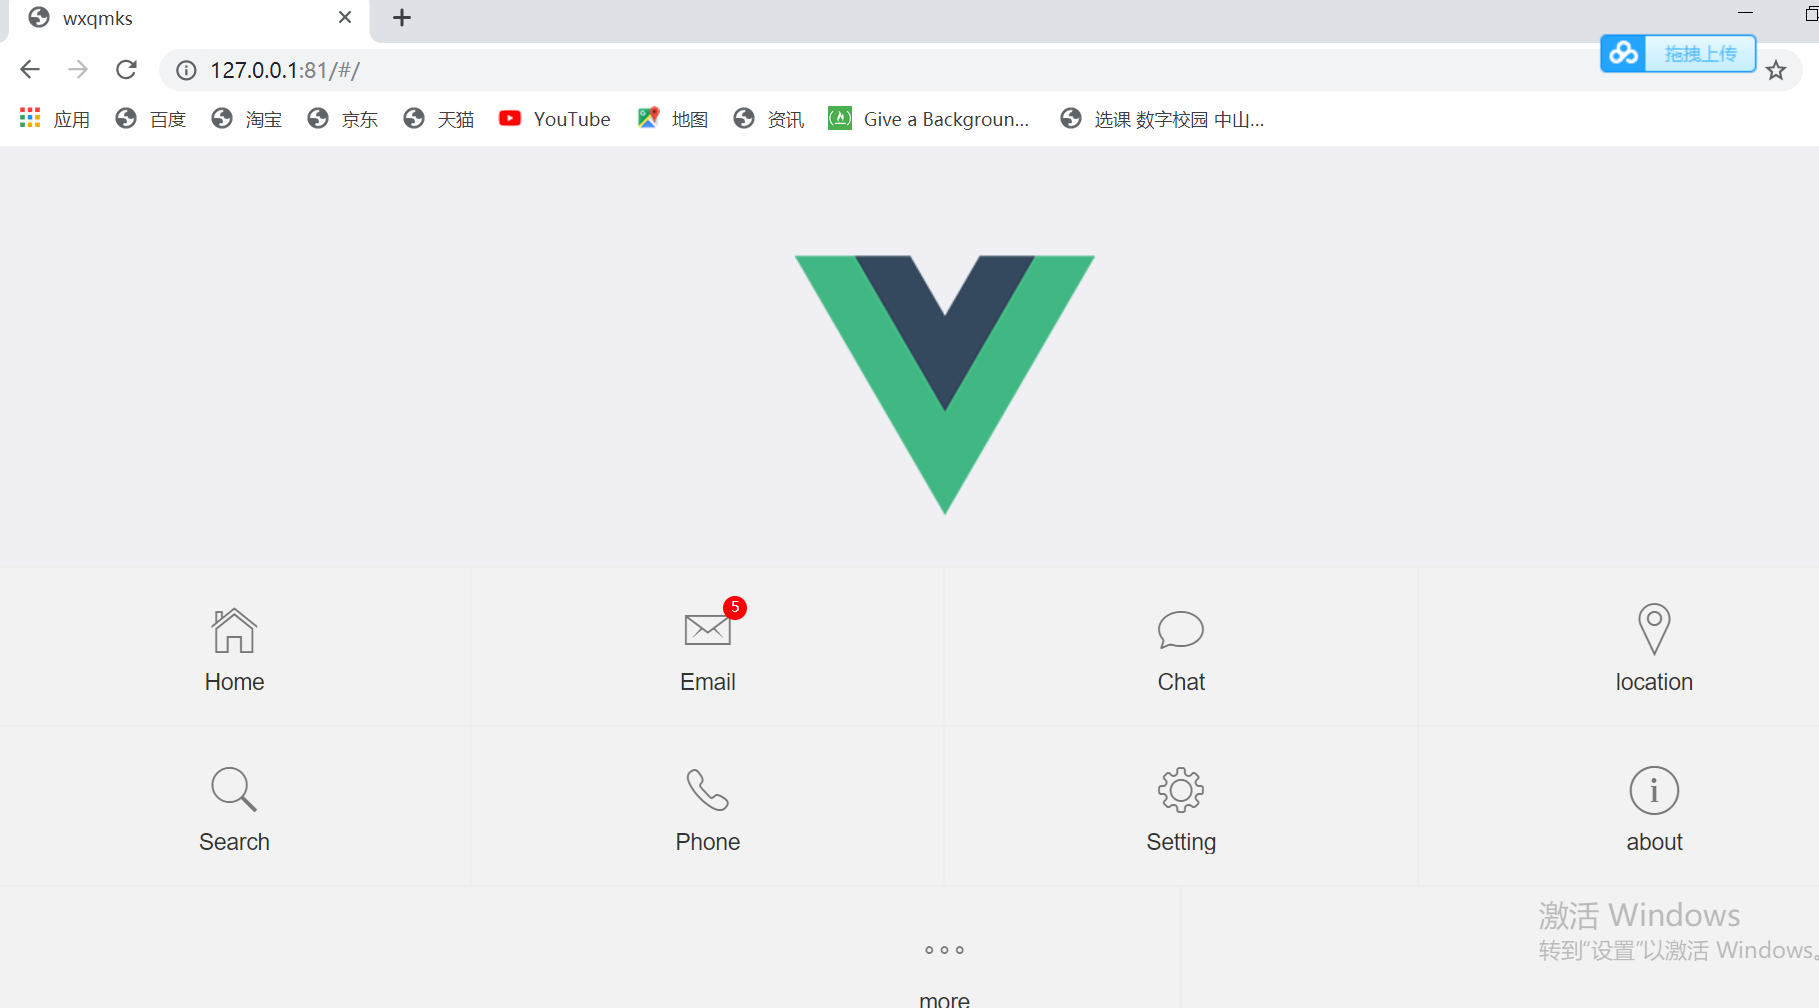 wxqmks
127.0.0.1:81/#/
拖拽上传
应用 百度 淘宝 京东 天猫 YouTube 地图 资讯 Give a Backgroun... 选课 数字校园 中山...
5
Home Email Chat location
Search Phone Setting about
激活 Windows
转到“设置”以激活 Windows。
more